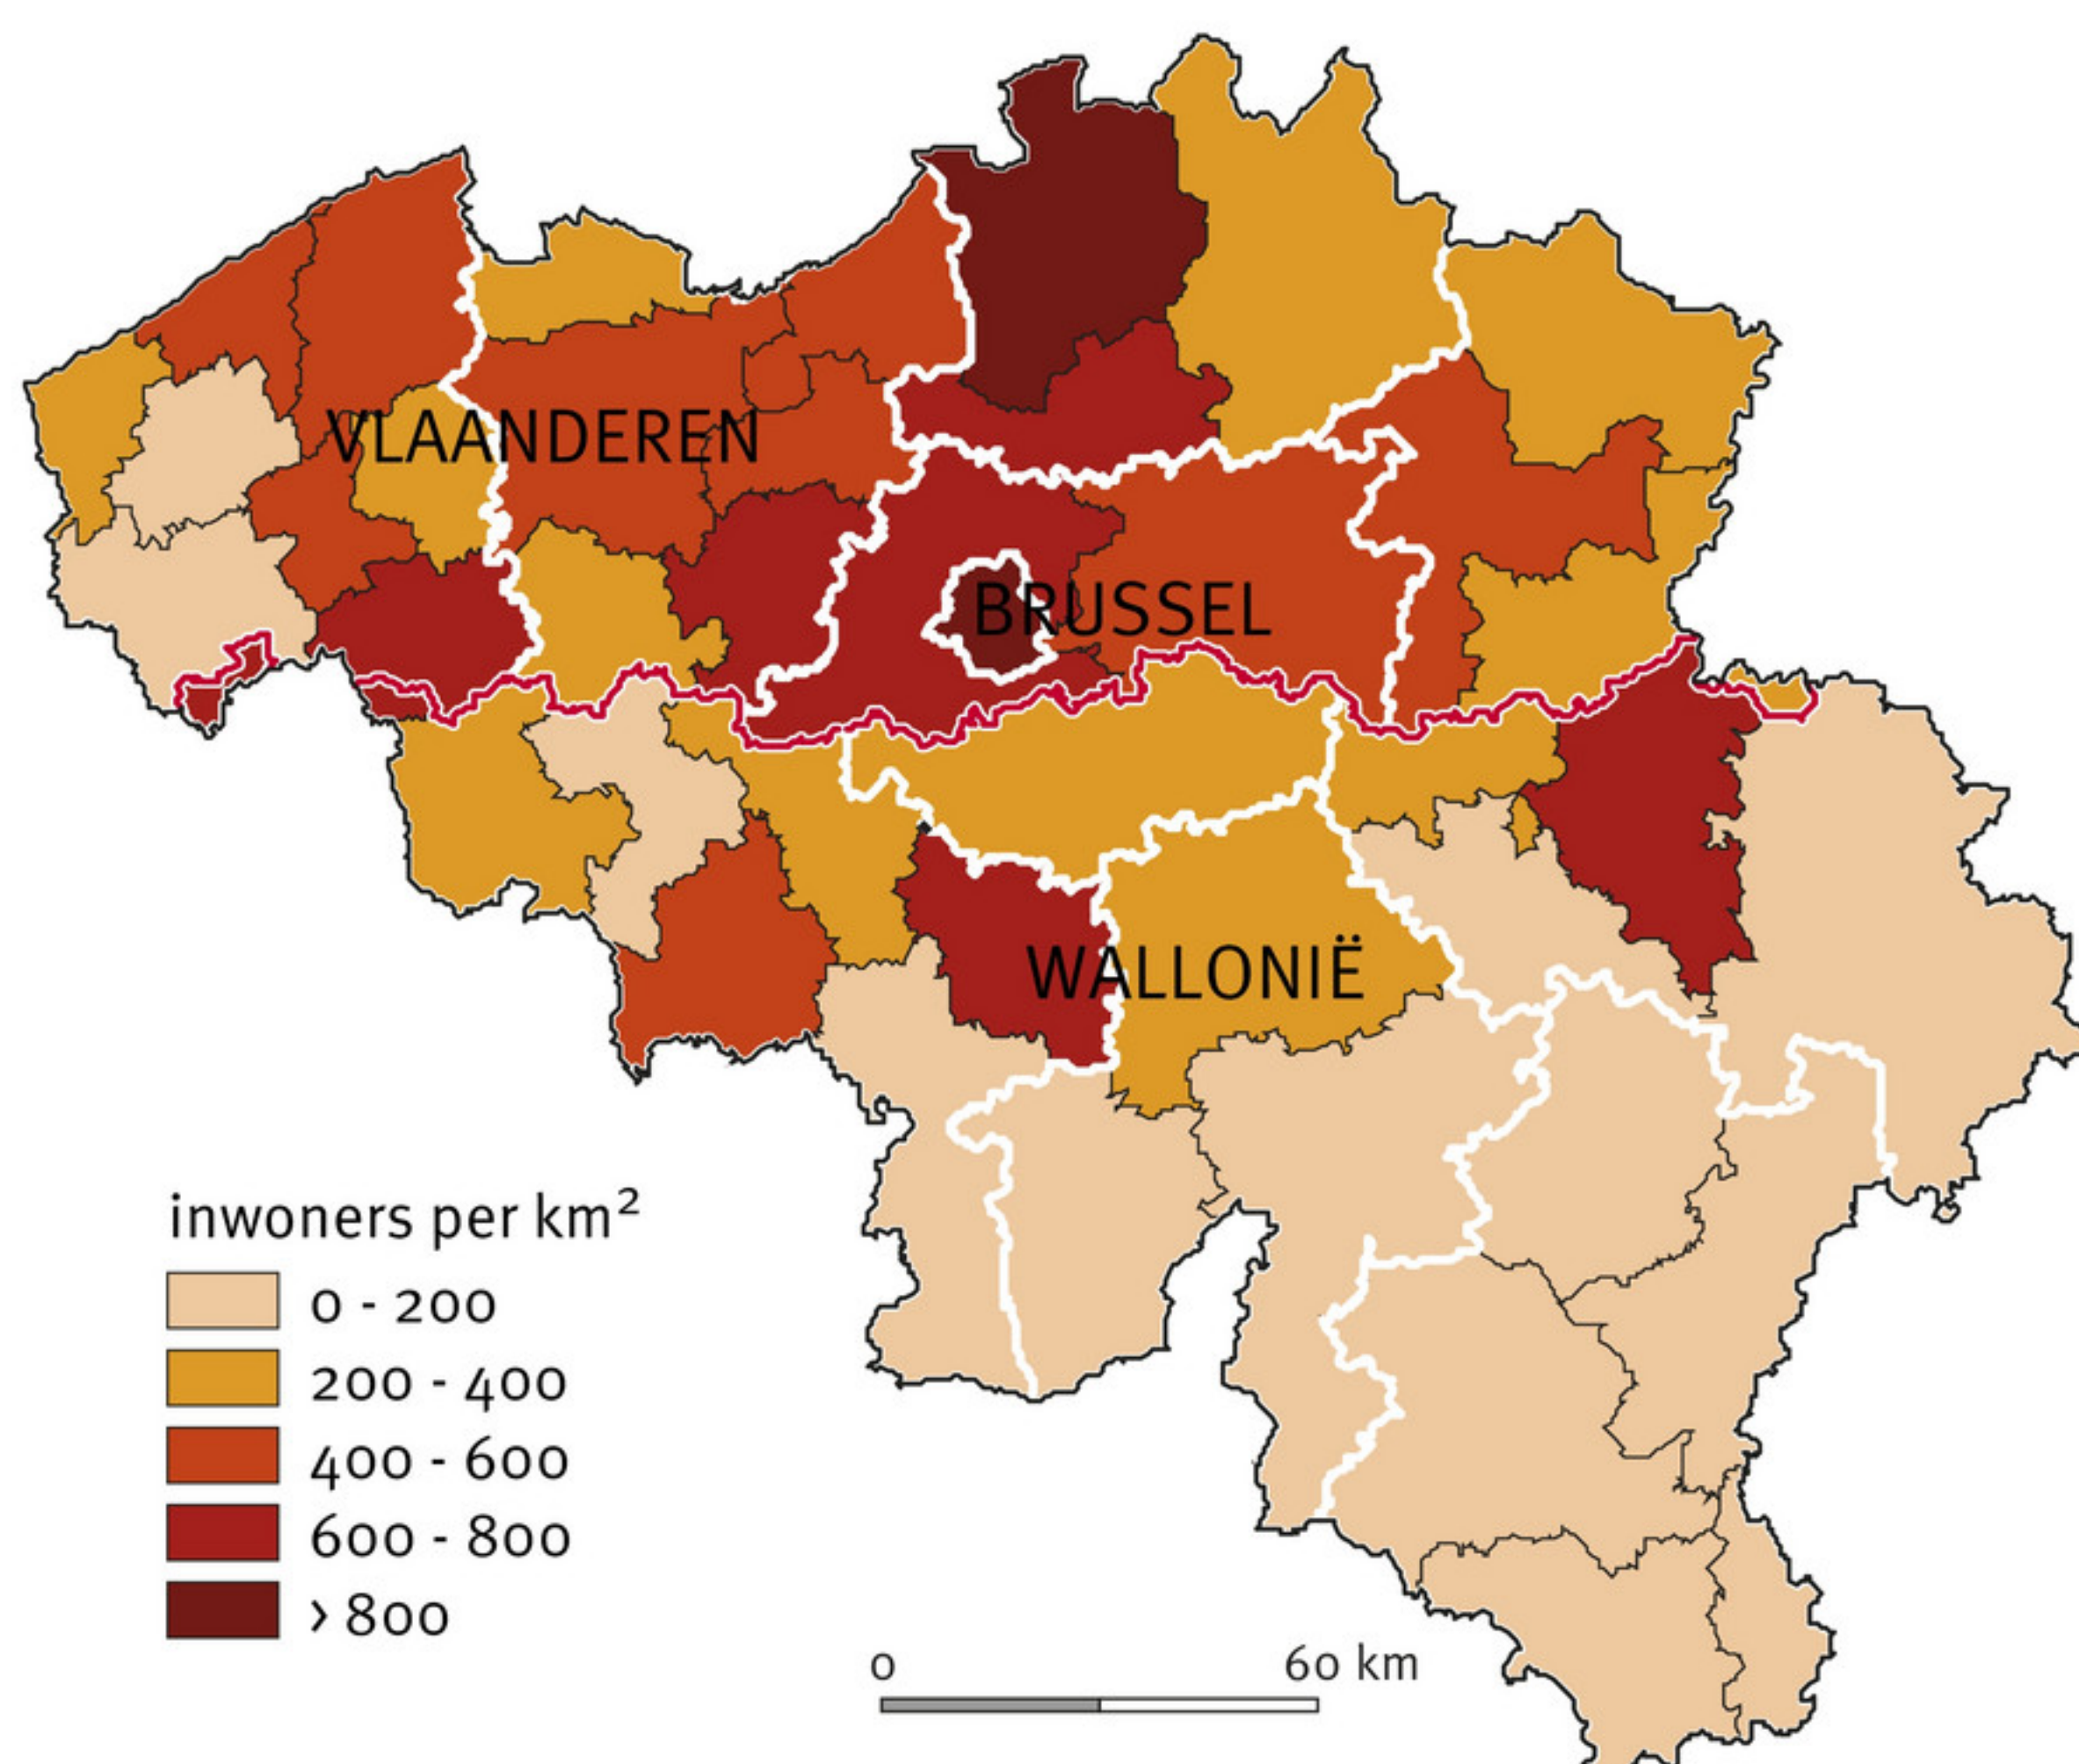 VLAANDEREN
BRUSSEL
WALLONIË
inwoners per km²
0 - 200
200 - 400
400 - 600
600 - 800
> 800
0 60 km